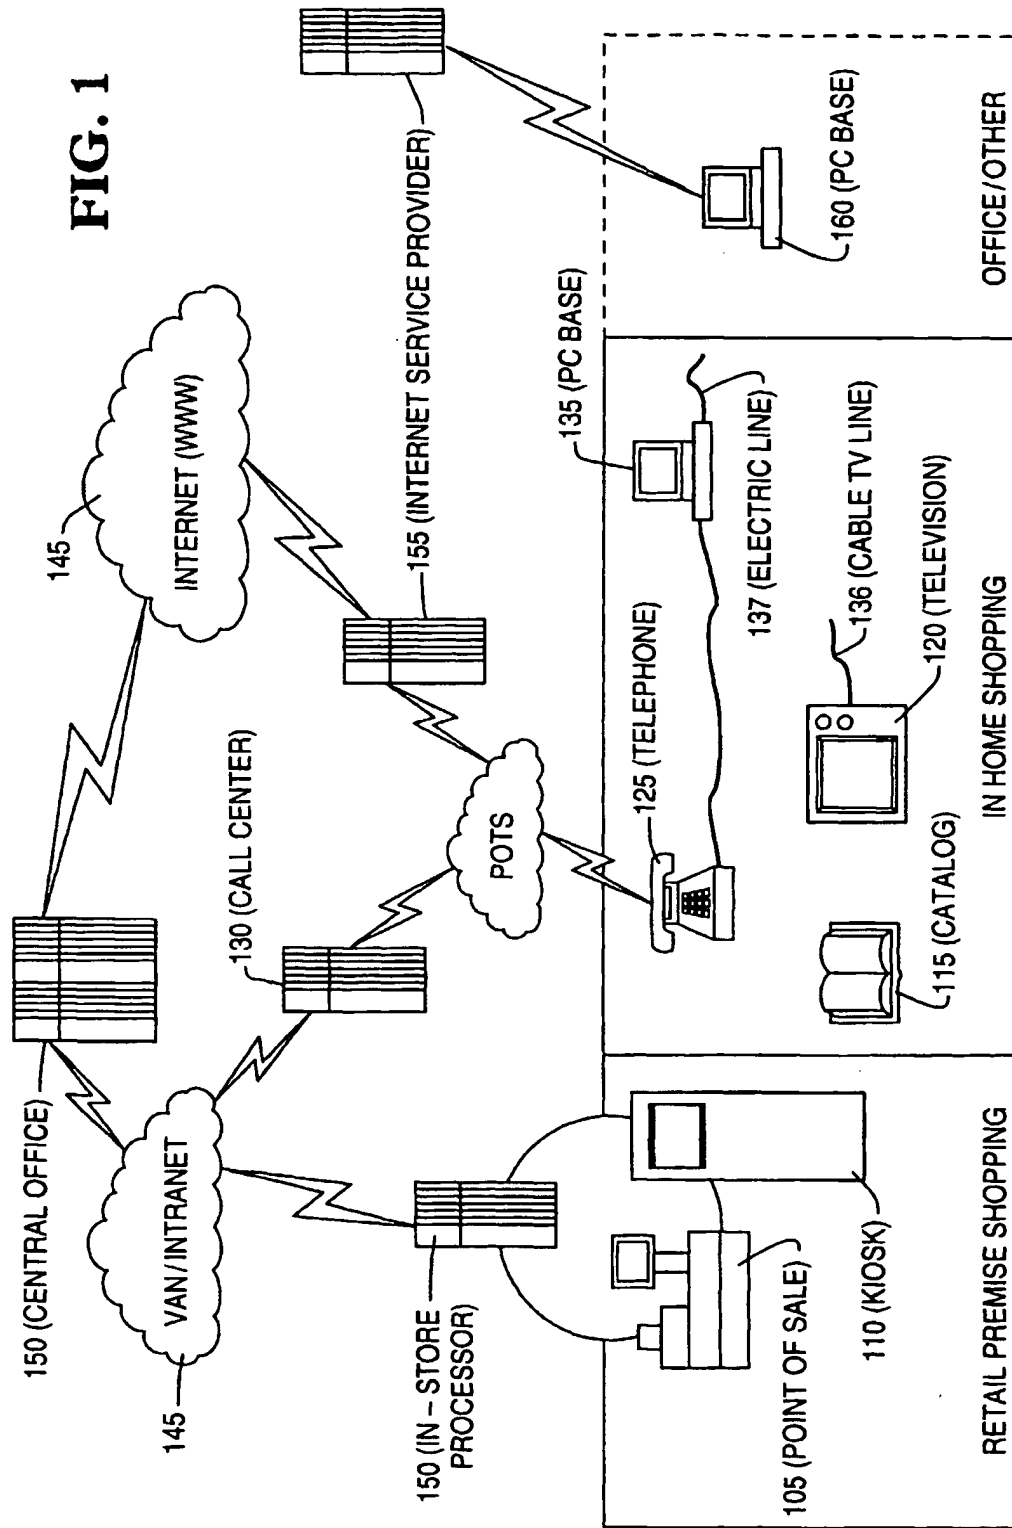 FIG. 1
150 (CENTRAL OFFICE)
145
INTERNET (WWW)
VAN/INTRANET
145
130 (CALL CENTER)
155 (INTERNET SERVICE PROVIDER)
POTS
150 (IN – STORE
PROCESSOR)
125 (TELEPHONE)
135 (PC BASE)
137 (ELECTRIC LINE)
160 (PC BASE)
136 (CABLE TV LINE)
120 (TELEVISION)
115 (CATALOG)
105 (POINT OF SALE)
110 (KIOSK)
RETAIL PREMISE SHOPPING
IN HOME SHOPPING
OFFICE/OTHER